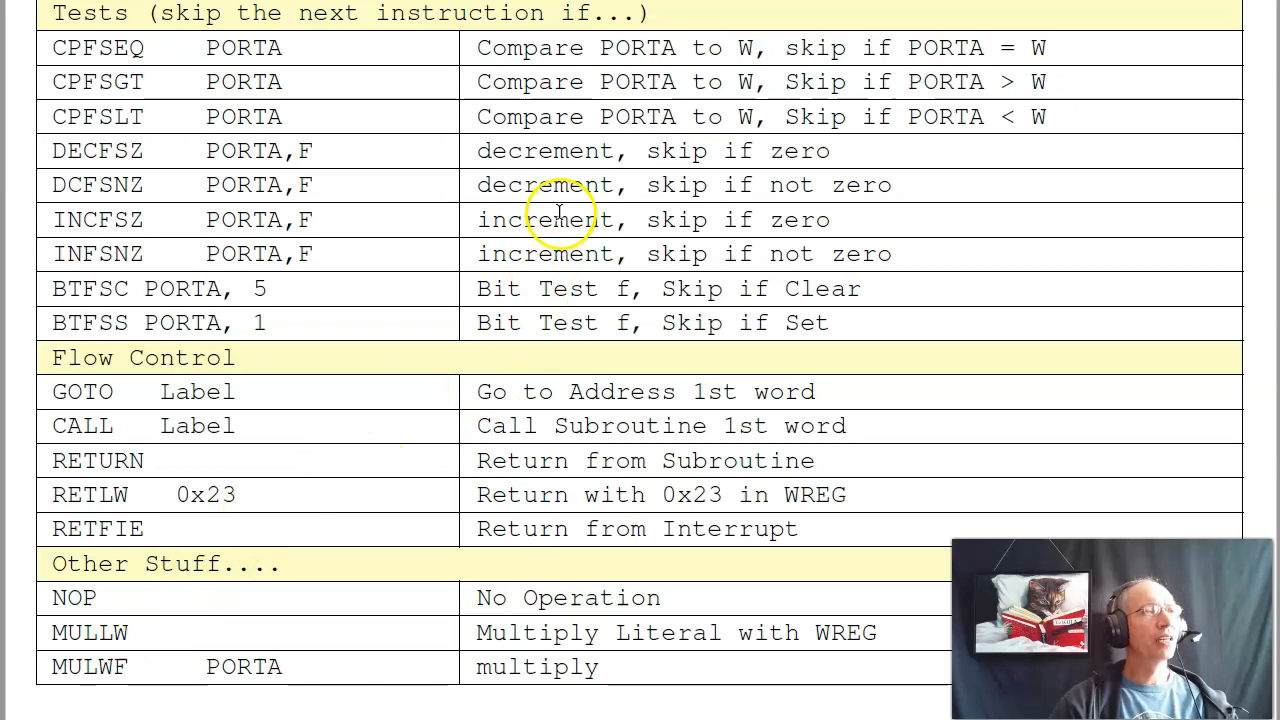 Tests (skip the next instruction if...)
CPFSEQ PORTA Compare PORTA to W, skip if PORTA = W
CPFSGT PORTA Compare PORTA to W, Skip if PORTA > W
CPFSLT PORTA Compare PORTA to W, Skip if PORTA < W
DECFSZ PORTA,F decrement, skip if zero
DCFSNZ PORTA,F decrement, skip if not zero
INCFSZ PORTA,F increment, skip if zero
INFSNZ PORTA,F increment, skip if not zero
BTFSC PORTA, 5 Bit Test f, Skip if Clear
BTFSS PORTA, 1 Bit Test f, Skip if Set
Flow Control
GOTO Label Go to Address 1st word
CALL Label Call Subroutine 1st word
RETURN Return from Subroutine
RETLW 0x23 Return with 0x23 in WREG
RETFIE Return from Interrupt
Other Stuff....
NOP No Operation
MULLW Multiply Literal with WREG
MULWF PORTA multiply